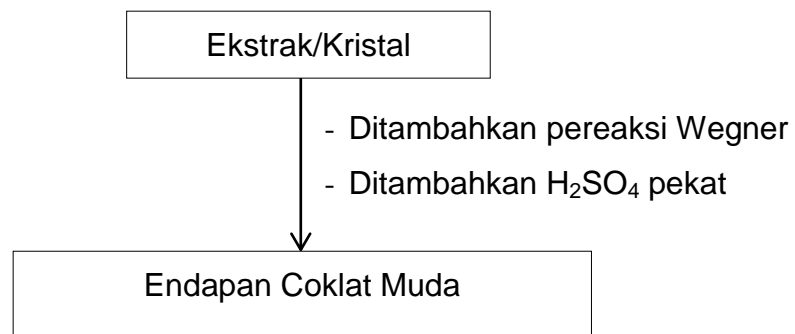 Ekstrak/Kristal
- Ditambahkan pereaksi Wegner
- Ditambahkan H₂SO₄ pekat
Endapan Coklat Muda